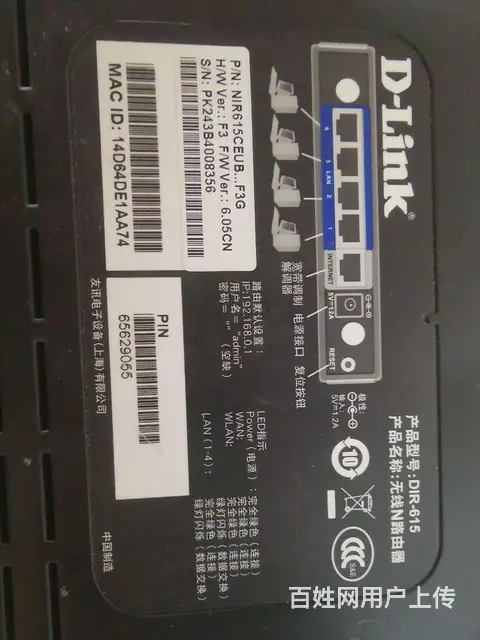 D-Link®
产品型号:DIR-615
产品名称:无线N路由器
4 3 LAN 2 1 INTERNET 5V⎓1.2A RESET
宽带调制解调器 电源接口 复位按钮
极性:
输入:
5V⎓1.2A
10
S&E
P/N: NIR615CEUB...F3G
H/W Ver.: F3 F/W Ver.: 6.05CN
S/N: PK243B4008356
MAC ID: 14D64DE1AA74
路由默认设置:
IP:192.168.0.1
用户名= "admin"
密码= " " (空缺)
LED指示
Power(电源): 完全绿色(连接)
WAN: 完全绿色(连接)
绿灯闪烁(数据交换)
WLAN:
完全绿色(连接)
LAN(1-4): 绿灯闪烁(数据交换)
PIN
65629055
友讯电子设备(上海)有限公司
中国制造
百姓网用户上传